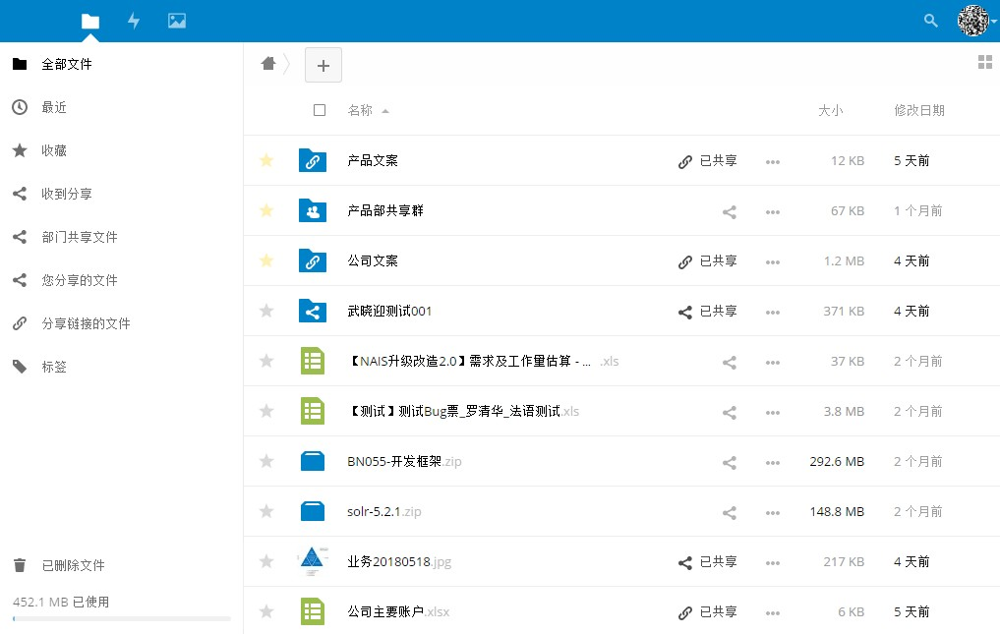 全部文件
最近
收藏
收到分享
部门共享文件
您分享的文件
分享链接的文件
标签
已删除文件
452.1 MB 已使用
名称 大小 修改日期
产品文案 已共享 12 KB 5 天前
产品部共享群 67 KB 1 个月前
公司文案 已共享 1.2 MB 4 天前
武晓迎测试001 已共享 371 KB 4 天前
【NAIS升级改造2.0】需求及工作量估算 - ... .xls 37 KB 2 个月前
【测试】测试Bug票_罗清华_法语测试.xls 3.8 MB 2 个月前
BN055-开发框架.zip 292.6 MB 2 个月前
solr-5.2.1.zip 148.8 MB 2 个月前
业务20180518.jpg 已共享 217 KB 4 天前
公司主要账户.xlsx 已共享 6 KB 5 天前